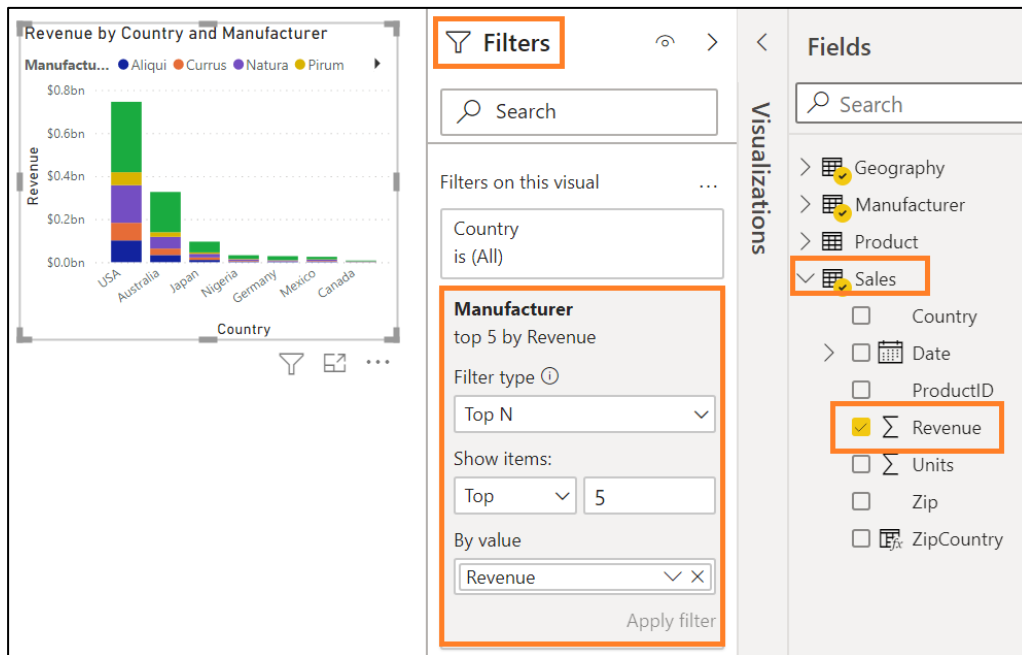 Revenue by Country and Manufacturer
Manufactu... Aliqui Currus Natura Pirum
$0.8bn
$0.6bn
$0.4bn
$0.2bn
$0.0bn
Revenue
USA
Australia
Japan
Nigeria
Germany
Mexico
Canada
Country
Filters
Search
Filters on this visual
...
Country
is (All)
Manufacturer
top 5 by Revenue
Filter type
Top N
Show items:
Top 5
By value
Revenue
Apply filter
Visualizations
Fields
Search
Geography
Manufacturer
Product
Sales
Country
Date
ProductID
Revenue
Units
Zip
ZipCountry